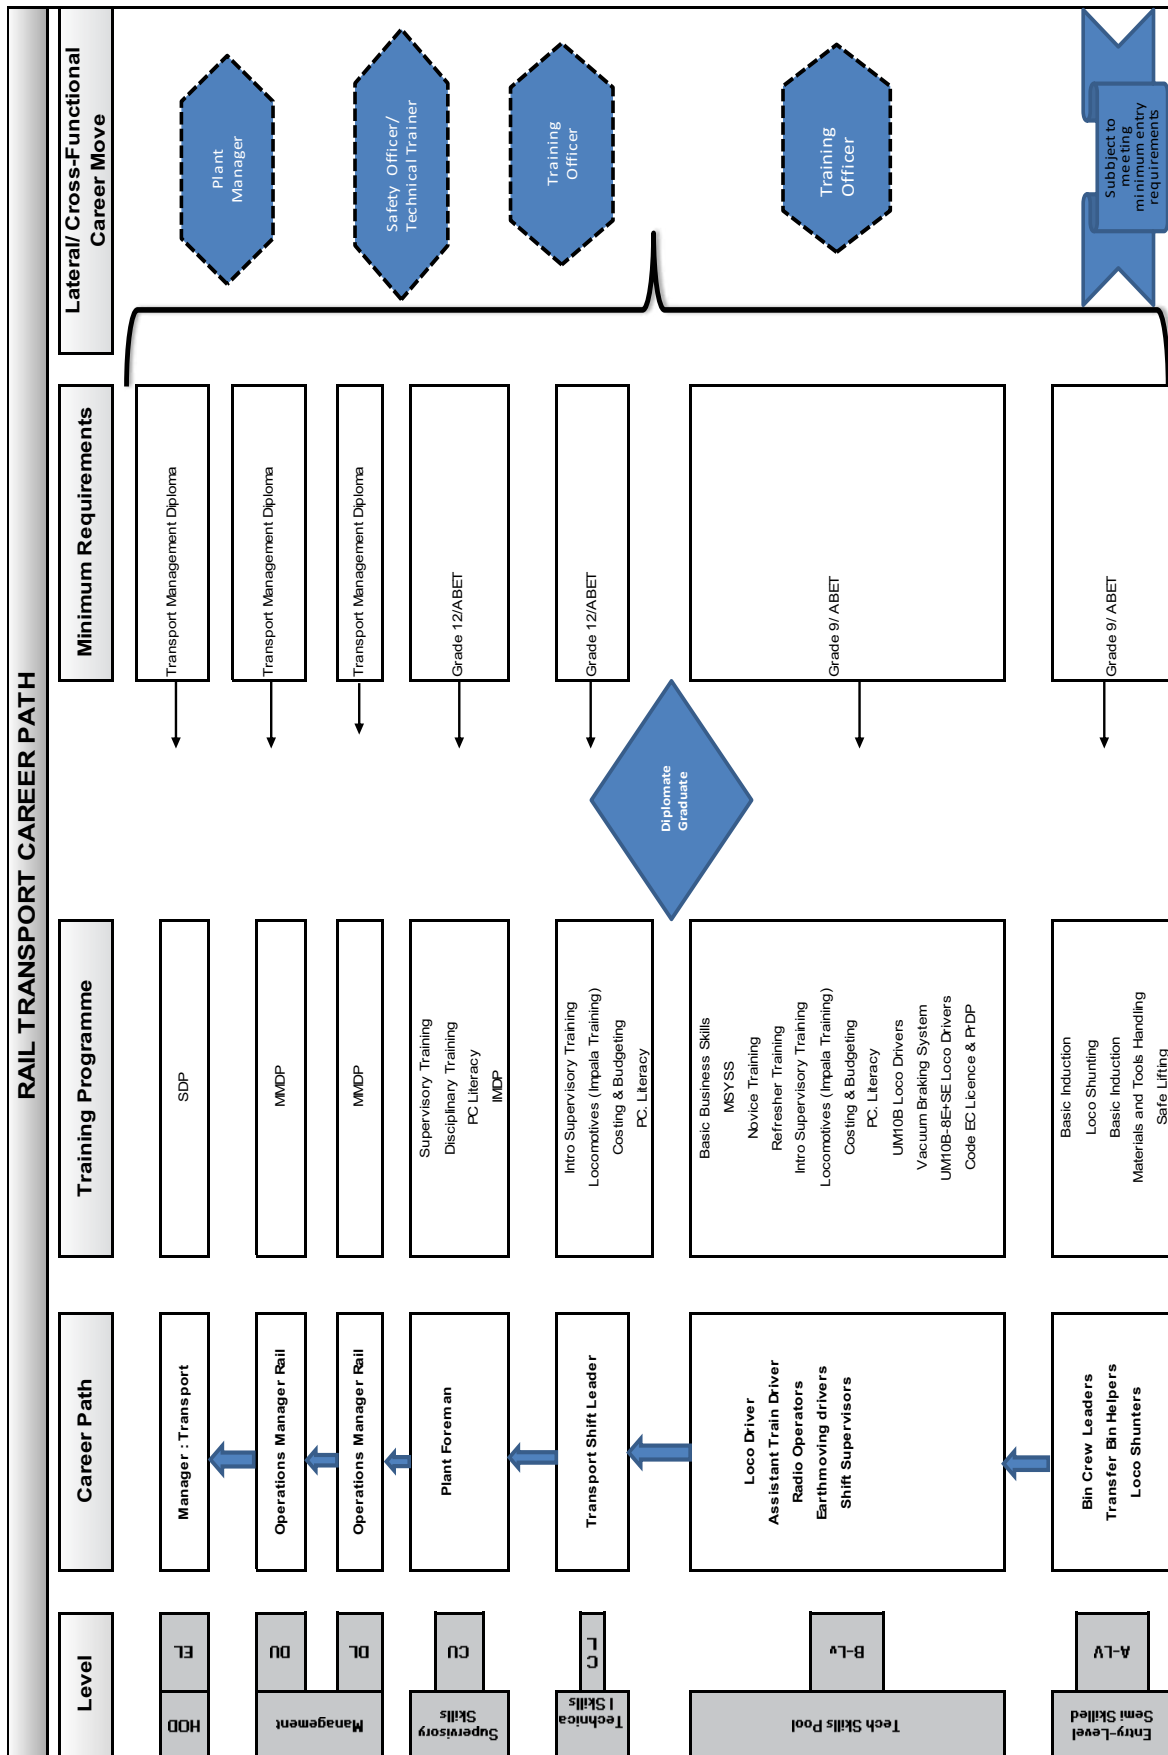 RAIL TRANSPORT CAREER PATH
Level
Career Path
Training Programme
Minimum Requirements
Lateral/ Cross-Functional
Career Move
HOD
EL
Manager : Transport
SDP
Transport Management Diploma
Plant
Manager
Management
DU
Operations Manager Rail
MMDP
Transport Management Diploma
DL
Operations Manager Rail
MMDP
Transport Management Diploma
Safety Officer/
Technical Trainer
Supervisory
Skills
CU
Plant Foreman
Supervisory Training
Disciplinary Training
PC Literacy
IMDP
Grade 12/ABET
Training
Officer
Technica
l Skills
C
L
Transport Shift Leader
Intro Supervisory Training
Locomotives (Impala Training)
Costing & Budgeting
PC. Literacy
Grade 12/ABET
Diplomate
Graduate
Tech Skills Pool
B-Lv
Loco Driver
Assistant Train Driver
Radio Operators
Earthmoving drivers
Shift Supervisors
Basic Business Skills
MSYSS
Novice Training
Refresher Training
Intro Supervisory Training
Locomotives (Impala Training)
Costing & Budgeting
PC. Literacy
UM10B Loco Drivers
Vacuum Braking System
UM10B-8E+SE Loco Drivers
Code EC Licence & PrDP
Grade 9/ ABET
Training
Officer
Entry-Level
Semi Skilled
A-LV
Bin Crew Leaders
Transfer Bin Helpers
Loco Shunters
Basic Induction
Loco Shunting
Basic Induction
Materials and Tools Handling
Safe Lifting
Grade 9/ ABET
Subbject to
meeting
minimum entry
requirements